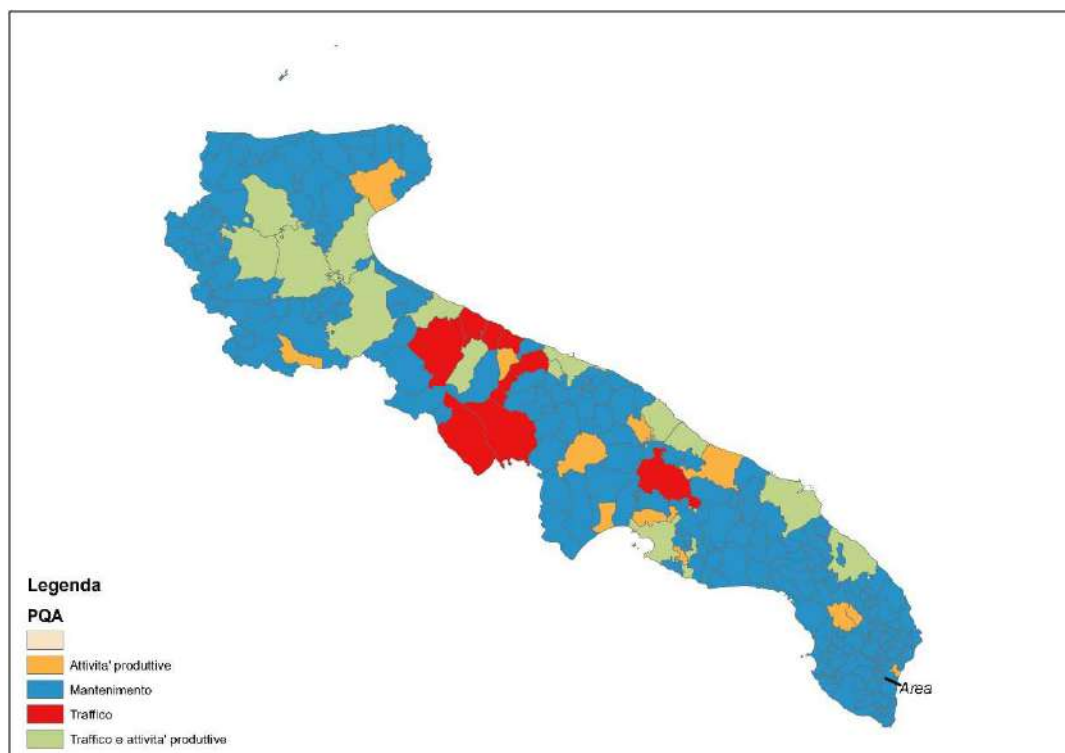 Area
Legenda
PQA
Attivita' produttive
Mantenimento
Traffico
Traffico e attivita' produttive